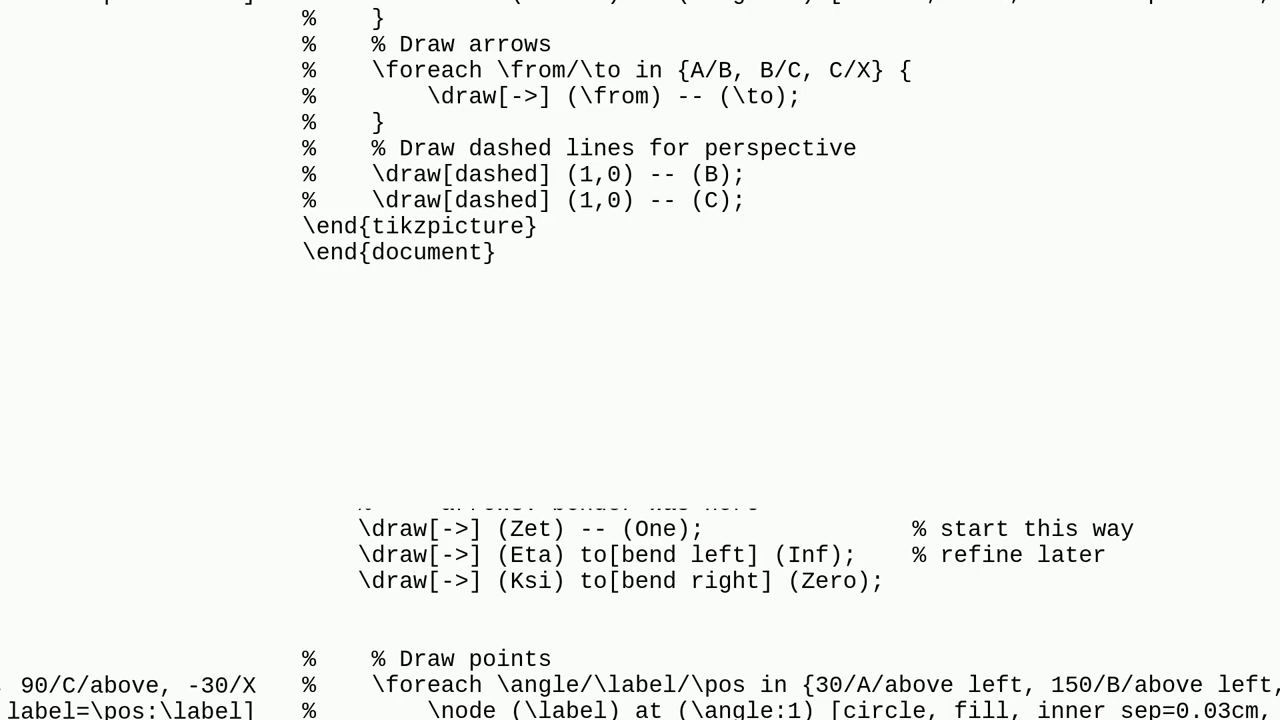 %    }
%    % Draw arrows
%    \foreach \from/\to in {A/B, B/C, C/X} {
%        \draw[->] (\from) -- (\to);
%    }
%    % Draw dashed lines for perspective
%    \draw[dashed] (1,0) -- (B);
%    \draw[dashed] (1,0) -- (C);
\end{tikzpicture}
\end{document}
\draw[->] (Zet) -- (One);               % start this way
\draw[->] (Eta) to[bend left] (Inf);    % refine later
\draw[->] (Ksi) to[bend right] (Zero);
%    % Draw points
90/C/above, -30/X   %    \foreach \angle/\label/\pos in {30/A/above left, 150/B/above left,
label=\pos:\label]   %        \node (\label) at (\angle:1) [circle, fill, inner sep=0.03cm,